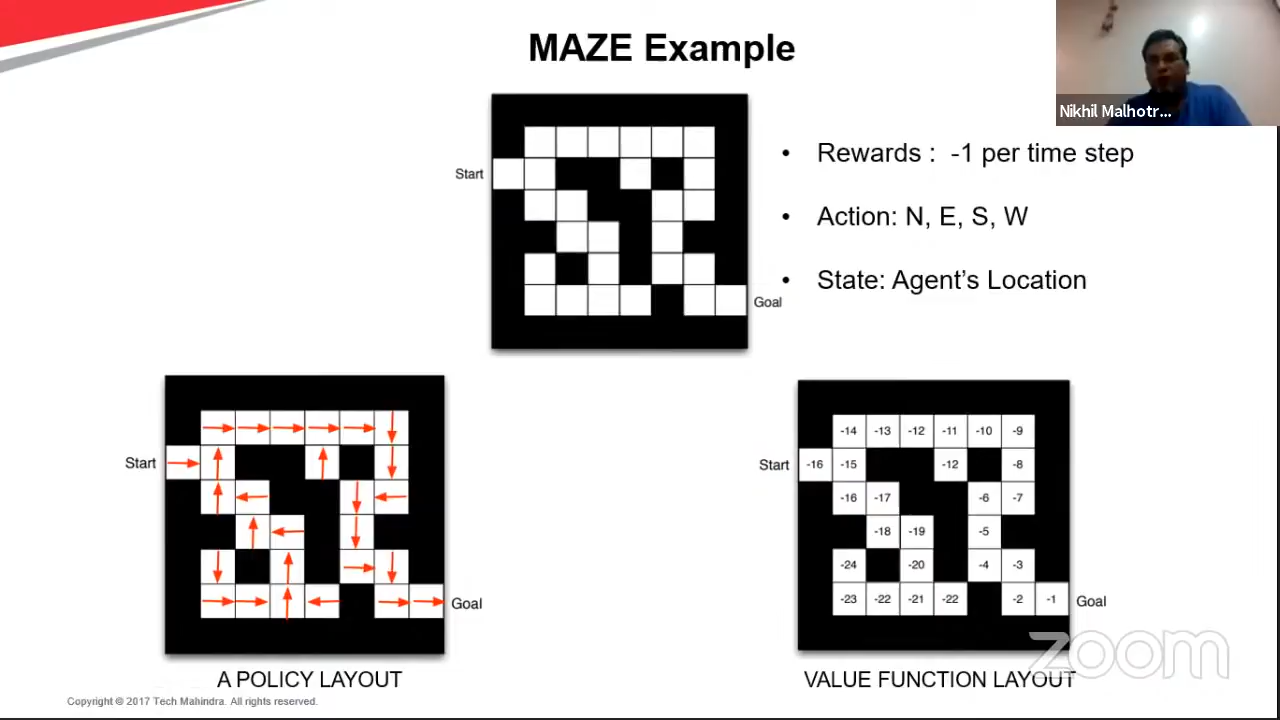 MAZE Example
Nikhil Malhotr...
Start
Goal
• Rewards : -1 per time step
• Action: N, E, S, W
• State: Agent's Location
Start
Goal
A POLICY LAYOUT
-14 -13 -12 -11 -10 -9
Start -16 -15 -12 -8
-16 -17 -6 -7
-18 -19 -5
-24 -20 -4 -3
-23 -22 -21 -22 -2 -1 Goal
VALUE FUNCTION LAYOUT
zoom
Copyright © 2017 Tech Mahindra. All rights reserved.